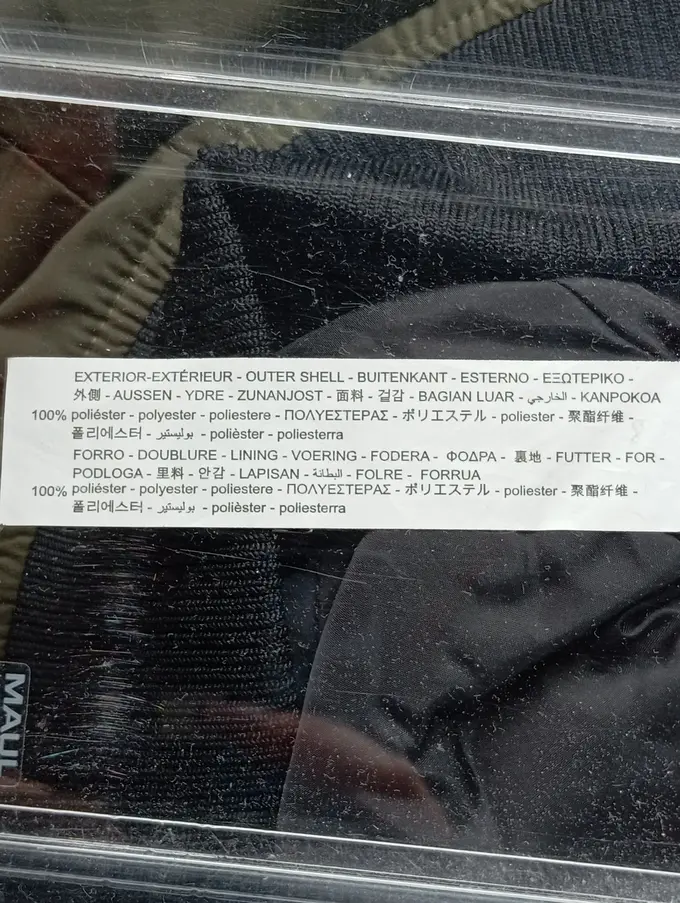 EXTERIOR-EXTÉRIEUR - OUTER SHELL - BUITENKANT - ESTERNO - ΕΞΩΤΕΡΙΚΟ -
外側 - AUSSEN - YDRE - ZUNANJOST - 面料 - 겉감 - BAGIAN LUAR - الخارجي - KANPOKOA
100% poliéster - polyester - poliestere - ΠΟΛΥΕΣΤΕΡΑΣ - ポリエステル - poliester - 聚酯纤维 -
폴리에스터 - بوليستير - polièster - poliesterra
FORRO - DOUBLURE - LINING - VOERING - FODERA - ΦΟΔΡΑ - 裏地 - FUTTER - FOR -
PODLOGA - 里料 - 안감 - LAPISAN - البطانة - FOLRE - FORRUA
100% poliéster - polyester - poliestere - ΠΟΛΥΕΣΤΕΡΑΣ - ポリエステル - poliester - 聚酯纤维 -
폴리에스터 - بوليستير - polièster - poliesterra
MAUL